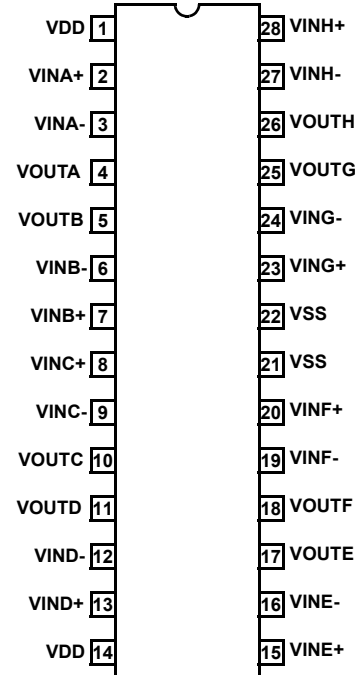 VDD 1 28 VINH+
VINA+ 2 27 VINH-
VINA- 3 26 VOUTH
VOUTA 4 25 VOUTG
VOUTB 5 24 VING-
VINB- 6 23 VING+
VINB+ 7 22 VSS
VINC+ 8 21 VSS
VINC- 9 20 VINF+
VOUTC 10 19 VINF-
VOUTD 11 18 VOUTF
VIND- 12 17 VOUTE
VIND+ 13 16 VINE-
VDD 14 15 VINE+